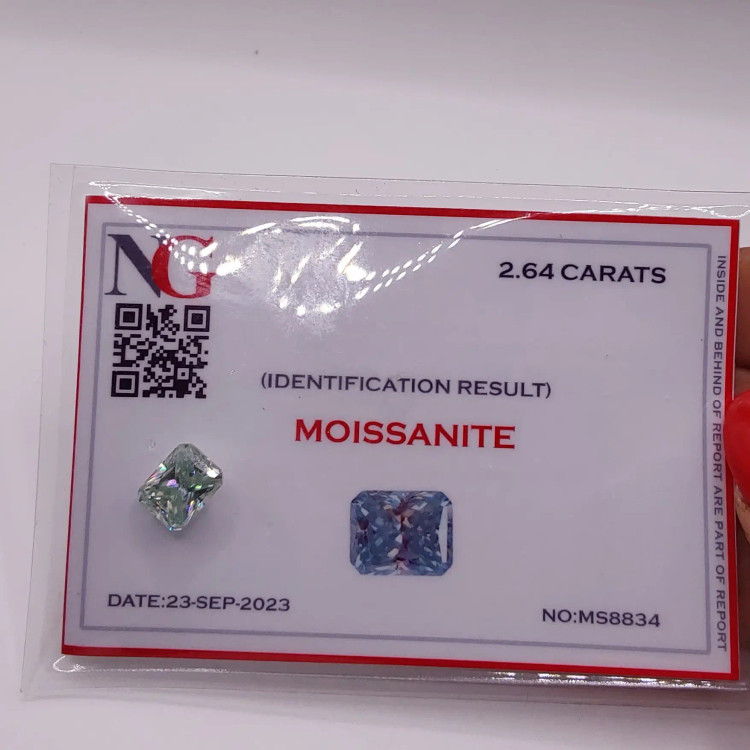 NG
2.64 CARATS
(IDENTIFICATION RESULT)
MOISSANITE
DATE:23-SEP-2023
NO:MS8834
INSIDE AND BEHIND OF REPORT ARE PART OF REPORT